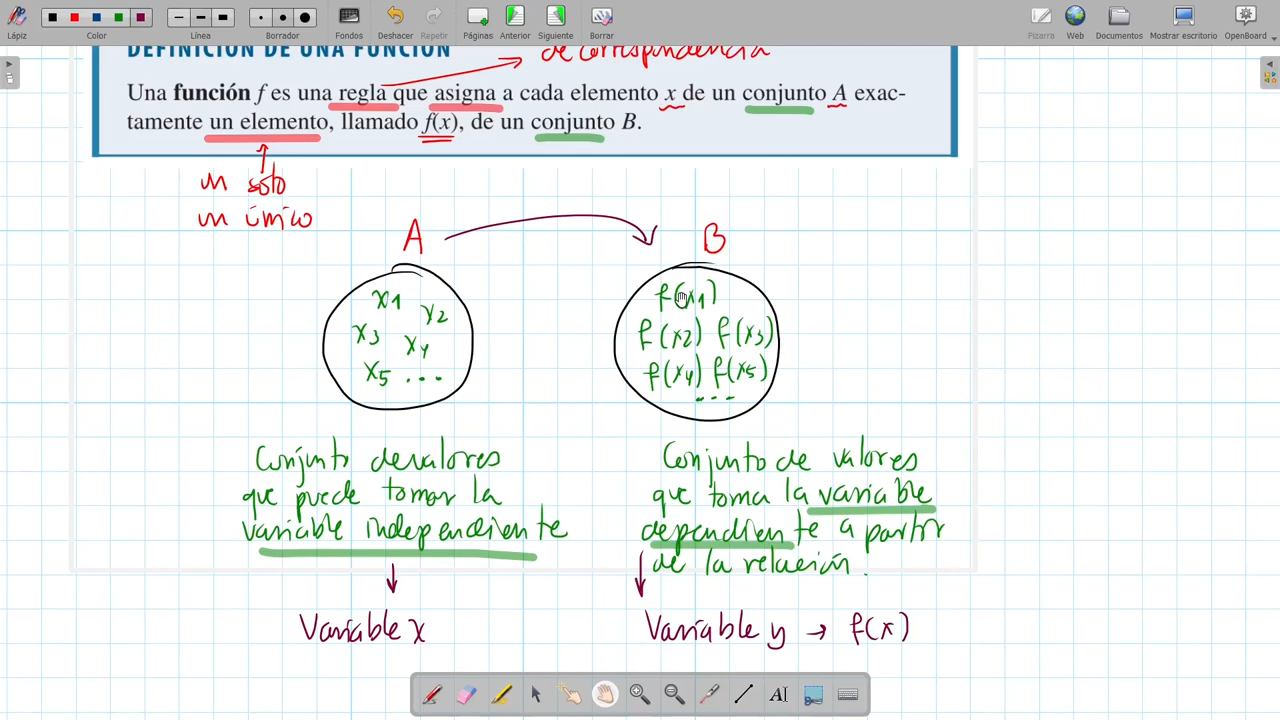 Lápiz Color Línea Borrador Fondos Deshacer Rehacer Páginas Anterior Siguiente Borrar Pizarra Web Documentos Mostrar escritorio OpenBoard
DEFINICIÓN DE UNA FUNCIÓN
de correspondencia
Una función f es una regla que asigna a cada elemento x de un conjunto A exac-
tamente un elemento, llamado f(x), de un conjunto B.
un solo
un único
A B
x1 f(x1)
x2
x3 f(x2) f(x3)
x4
x5 ... f(x4) f(x5)
...
Conjunto de valores
que puede tomar la
variable independiente
Conjunto de valores
que toma la variable
dependiente a partir
de la relación.
Variable x
Variable y → f(x)